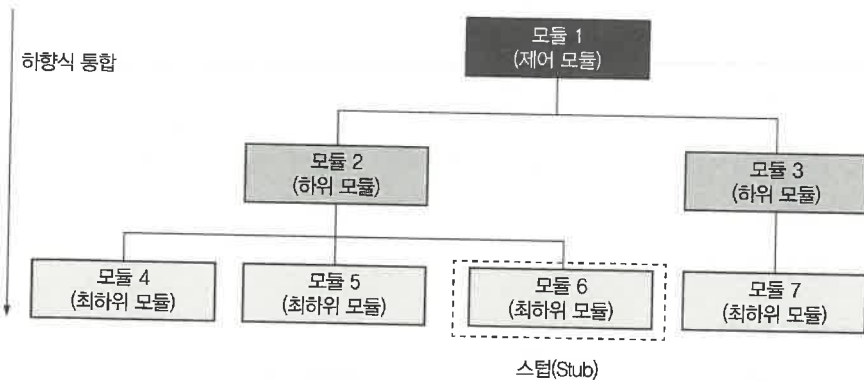 모듈 1
(제어 모듈)
하향식 통합
모듈 2
(하위 모듈)
모듈 3
(하위 모듈)
모듈 4
(최하위 모듈)
모듈 5
(최하위 모듈)
모듈 6
(최하위 모듈)
모듈 7
(최하위 모듈)
스텁(Stub)